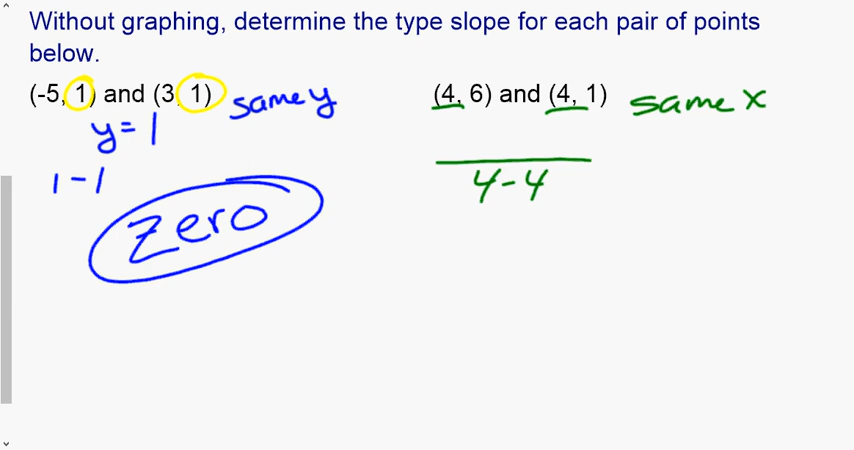 Without graphing, determine the type slope for each pair of points
below.
(-5, 1) and (3 1) same y
y = 1
1 - 1
zero
(4, 6) and (4, 1) same x
4 - 4